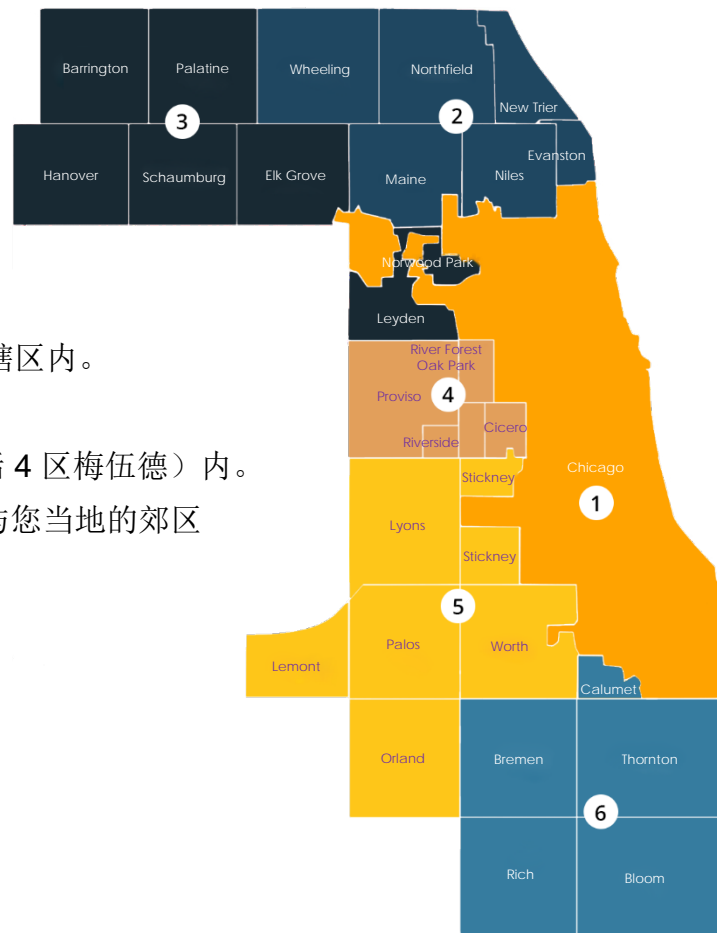 Barrington
Palatine
Wheeling
Northfield
New Trier
3
2
Evanston
Hanover
Schaumburg
Elk Grove
Maine
Niles
Norwood Park
Leyden
辖区内。
River Forest
Oak Park
Proviso
4
Cicero
Riverside
4 区梅伍德）内。
Stickney
Chicago
1
您当地的郊区
Lyons
Stickney
5
Palos
Worth
Lemont
Calumet
Orland
Bremen
Thornton
6
Rich
Bloom